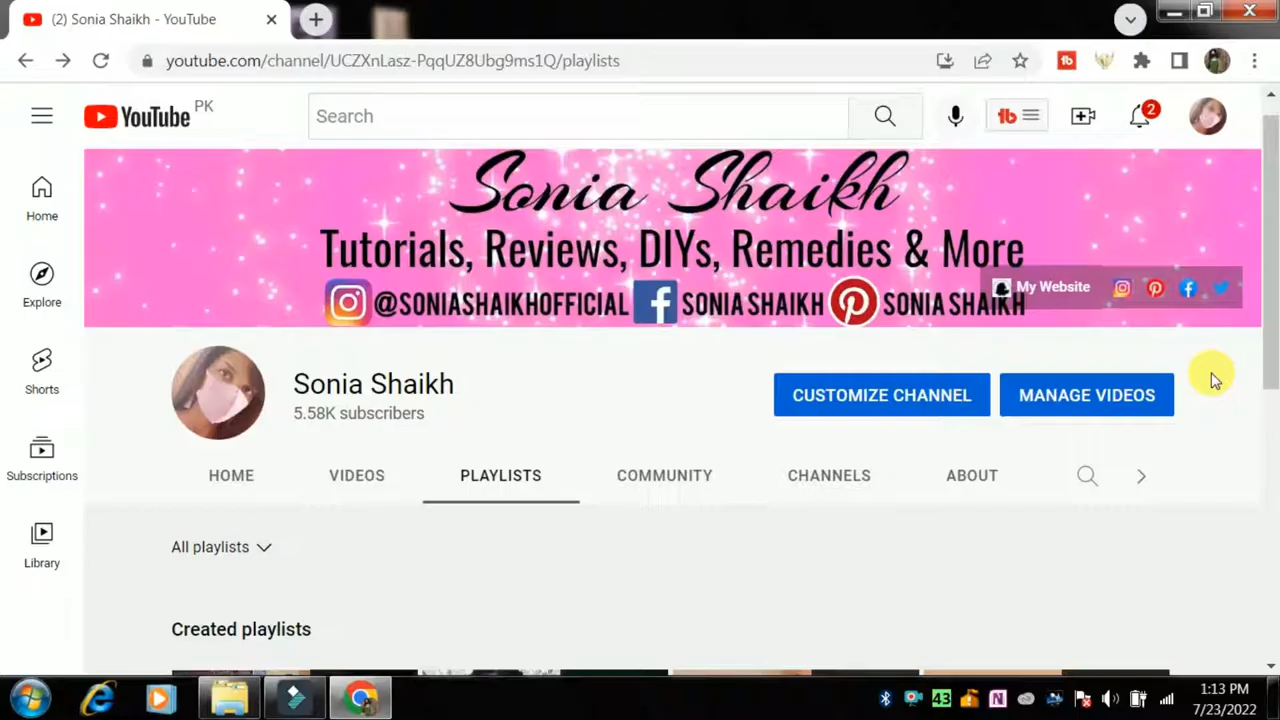 (2) Sonia Shaikh - YouTube
youtube.com/channel/UCZXnLasz-PqqUZ8Ubg9ms1Q/playlists
YouTube PK
Search
tb
2
Sonia Shaikh
Tutorials, Reviews, DIYs, Remedies & More
@SONIASHAIKHOFFICIAL SONIA SHAIKH SONIA SHAIKH
My Website
Home
Explore
Shorts
Subscriptions
Library
Sonia Shaikh
5.58K subscribers
CUSTOMIZE CHANNEL
MANAGE VIDEOS
HOME VIDEOS PLAYLISTS COMMUNITY CHANNELS ABOUT
All playlists
Created playlists
43
1:13 PM
7/23/2022